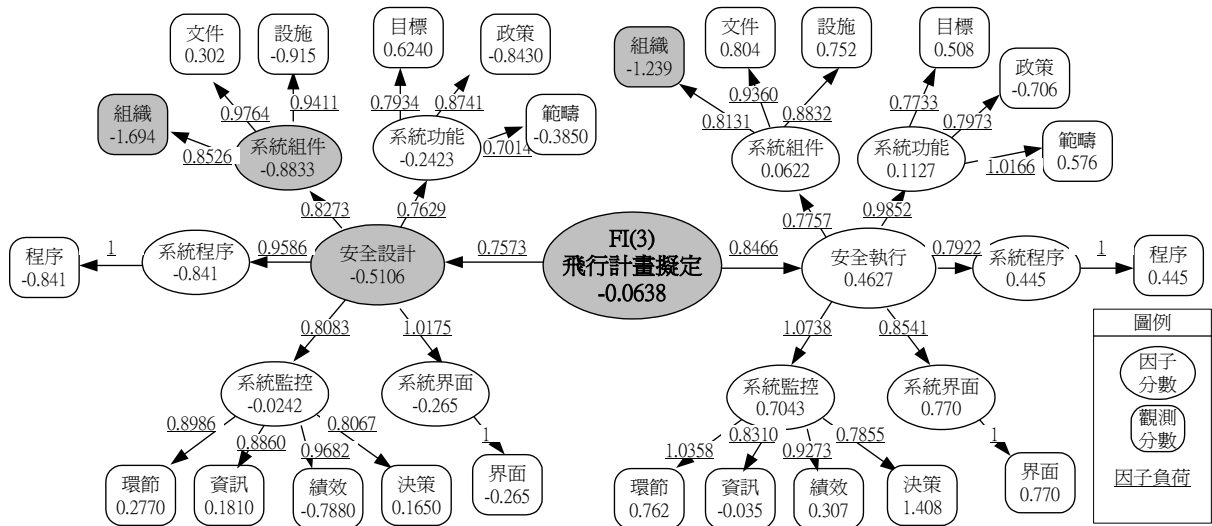 文件
0.302
設施
-0.915
目標
0.6240
政策
-0.8430
組織
-1.694
0.9764
0.9411
0.7934
0.8741
範疇
-0.3850
0.8526
系統組件
-0.8833
系統功能
-0.2423
0.7014
0.8273
0.7629
程序
-0.841
1
系統程序
-0.841
0.9586
安全設計
-0.5106
0.7573
FI(3)
飛行計畫擬定
-0.0638
0.8083
1.0175
系統監控
-0.0242
系統界面
-0.265
0.8986
0.8860
0.9682
0.8067
1
環節
0.2770
資訊
0.1810
績效
-0.7880
決策
0.1650
界面
-0.265
組織
-1.239
文件
0.804
設施
0.752
目標
0.508
政策
-0.706
0.8131
0.9360
0.8832
0.7733
0.7973
範疇
0.576
系統組件
0.0622
系統功能
0.1127
1.0166
0.7757
0.9852
0.8466
安全執行
0.4627
0.7922
系統程序
0.445
1
程序
0.445
1.0738
0.8541
系統監控
0.7043
系統界面
0.770
1.0358
0.8310
0.9273
0.7855
1
環節
0.762
資訊
-0.035
績效
0.307
決策
1.408
界面
0.770
圖例
因子
分數
觀測
分數
因子負荷